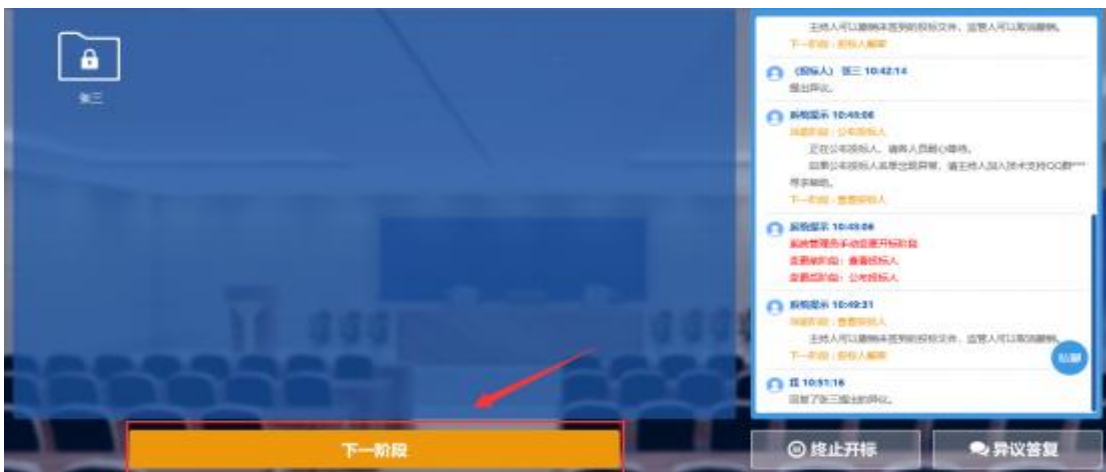 张三
主持人可以撤销未签到的投标文件，监管人可以取消撤销。
下一阶段：投标人解密
（投标人） 张三 10:42:14
提出异议。
系统提示 10:48:06
当前阶段：公布投标人
正在公布投标人，请各人员耐心等待。
如果公布投标人名单出现异常，请主持人加入技术支持QQ群***
寻求帮助。
下一阶段：查看投标人
系统提示 10:48:06
系统管理员手动变更开标阶段
变更前阶段：查看投标人
变更后阶段：公布投标人
系统提示 10:49:31
当前阶段：查看投标人
主持人可以撤销未签到的投标文件，监管人可以取消撤销。
下一阶段：投标人解密
私聊
我 10:51:16
回复了张三提出的异议。
下一阶段
终止开标
异议答复